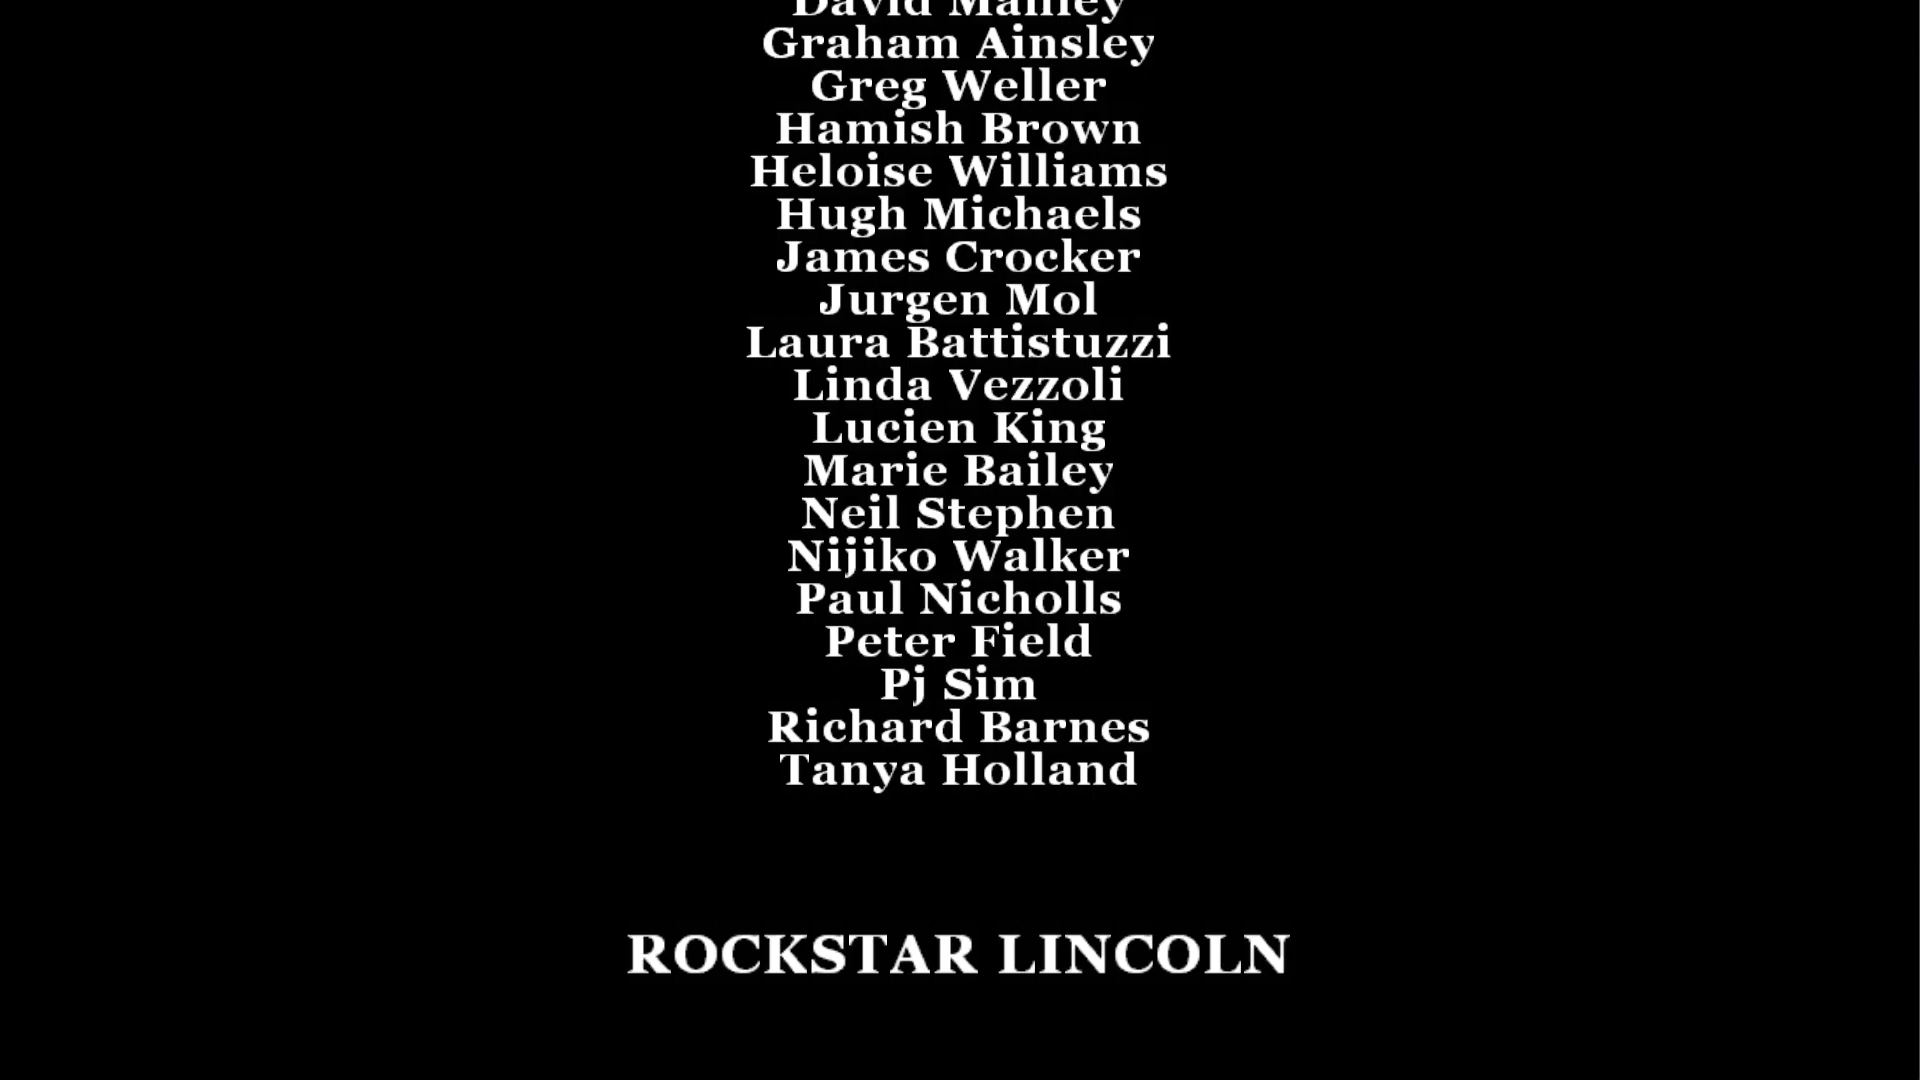 David Manley
Graham Ainsley
Greg Weller
Hamish Brown
Heloise Williams
Hugh Michaels
James Crocker
Jurgen Mol
Laura Battistuzzi
Linda Vezzoli
Lucien King
Marie Bailey
Neil Stephen
Nijiko Walker
Paul Nicholls
Peter Field
Pj Sim
Richard Barnes
Tanya Holland
ROCKSTAR LINCOLN